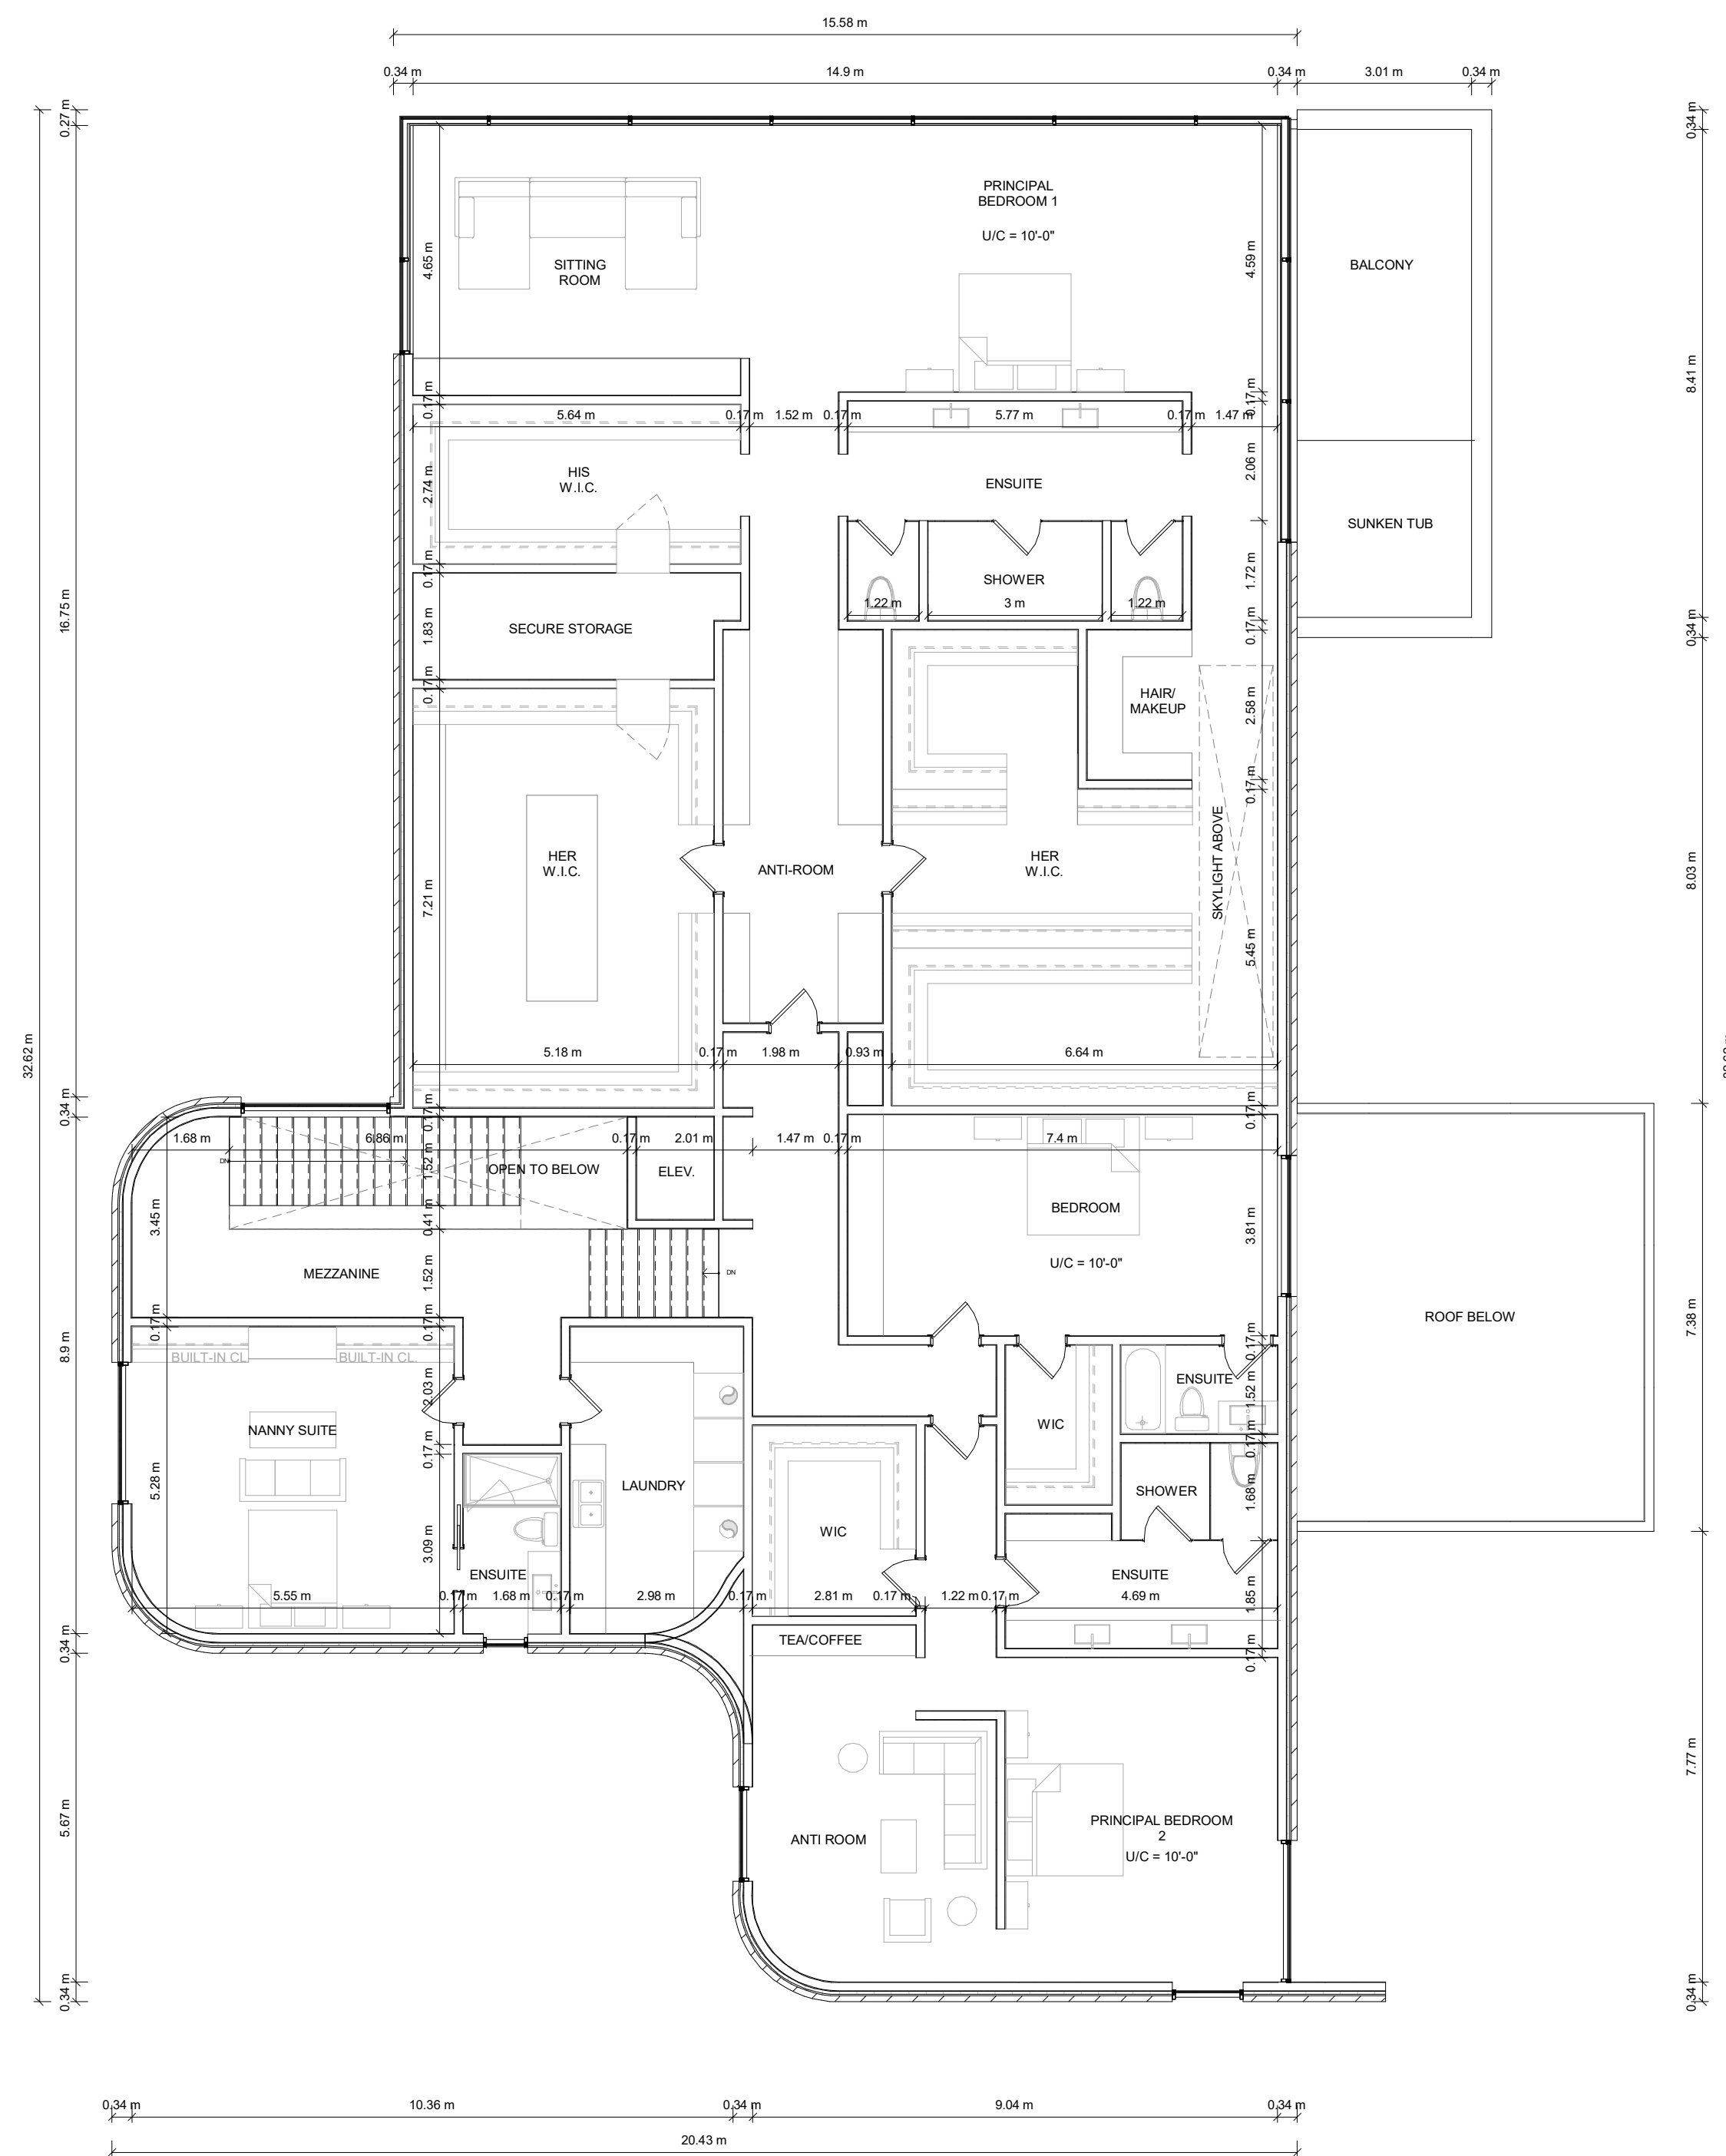 15.58 m
0.34 m
14.9 m
0.34 m
3.01 m
0.34 m
0.27 m
0.34 m
PRINCIPAL
BEDROOM 1
U/C = 10'-0"
SITTING
ROOM
BALCONY
4.65 m
4.59 m
8.41 m
0.17 m
0.17 m
5.64 m
0.17 m
1.52 m
0.17 m
5.77 m
0.17 m
1.47 m
HIS
W.I.C.
2.74 m
ENSUITE
2.06 m
SUNKEN TUB
0.17 m
SHOWER
1.72 m
1.22 m
3 m
1.22 m
16.75 m
1.83 m
SECURE STORAGE
0.17 m
0.34 m
0.17 m
HAIR/
MAKEUP
2.58 m
0.17 m
HER
W.I.C.
ANTI-ROOM
HER
W.I.C.
SKYLIGHT ABOVE
7.21 m
8.03 m
5.45 m
32.62 m
5.18 m
0.17 m
1.98 m
0.93 m
6.64 m
0.34 m
0.17 m
0.17 m
1.68 m
6.86 m
0.17 m
2.01 m
1.47 m
0.17 m
7.4 m
DN
1.52 m
OPEN TO BELOW
ELEV.
3.45 m
0.41 m
BEDROOM
3.81 m
U/C = 10'-0"
MEZZANINE
1.52 m
DN
ROOF BELOW
7.38 m
0.17 m
0.17 m
0.17 m
BUILT-IN CL.
BUILT-IN CL.
8.9 m
2.03 m
ENSUITE
1.52 m
NANNY SUITE
WIC
0.17 m
0.17 m
5.28 m
LAUNDRY
SHOWER
1.68 m
WIC
3.09 m
ENSUITE
ENSUITE
1.85 m
5.55 m
0.17 m
1.68 m
0.17 m
2.98 m
0.17 m
2.81 m
0.17 m
1.22 m
0.17 m
4.69 m
0.34 m
TEA/COFFEE
0.17 m
7.77 m
5.67 m
ANTI ROOM
PRINCIPAL BEDROOM
2
U/C = 10'-0"
0.34 m
0.34 m
0.34 m
10.36 m
0.34 m
9.04 m
0.34 m
20.43 m